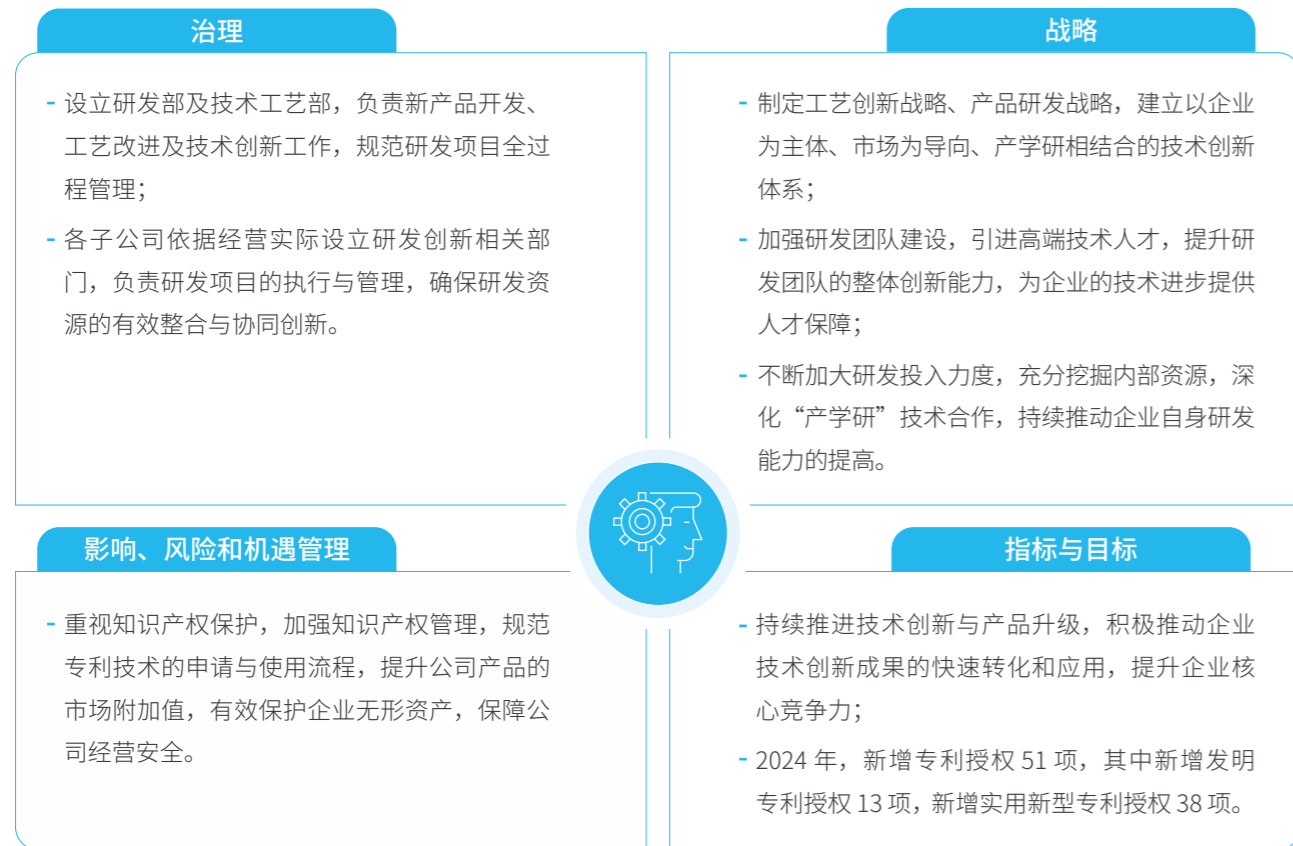 治理
- 设立研发部及技术工艺部，负责新产品开发、
工艺改进及技术创新工作，规范研发项目全过
程管理；
- 各子公司依据经营实际设立研发创新相关部
门，负责研发项目的执行与管理，确保研发资
源的有效整合与协同创新。
战略
- 制定工艺创新战略、产品研发战略，建立以企业
为主体、市场为导向、产学研相结合的技术创新
体系；
- 加强研发团队建设，引进高端技术人才，提升研
发团队的整体创新能力，为企业的技术进步提供
人才保障；
- 不断加大研发投入力度，充分挖掘内部资源，深
化“产学研”技术合作，持续推动企业自身研发
能力的提高。
影响、风险和机遇管理
- 重视知识产权保护，加强知识产权管理，规范
专利技术的申请与使用流程，提升公司产品的
市场附加值，有效保护企业无形资产，保障公
司经营安全。
指标与目标
- 持续推进技术创新与产品升级，积极推动企业
技术创新成果的快速转化和应用，提升企业核
心竞争力；
- 2024 年，新增专利授权 51 项，其中新增发明
专利授权 13 项，新增实用新型专利授权 38 项。